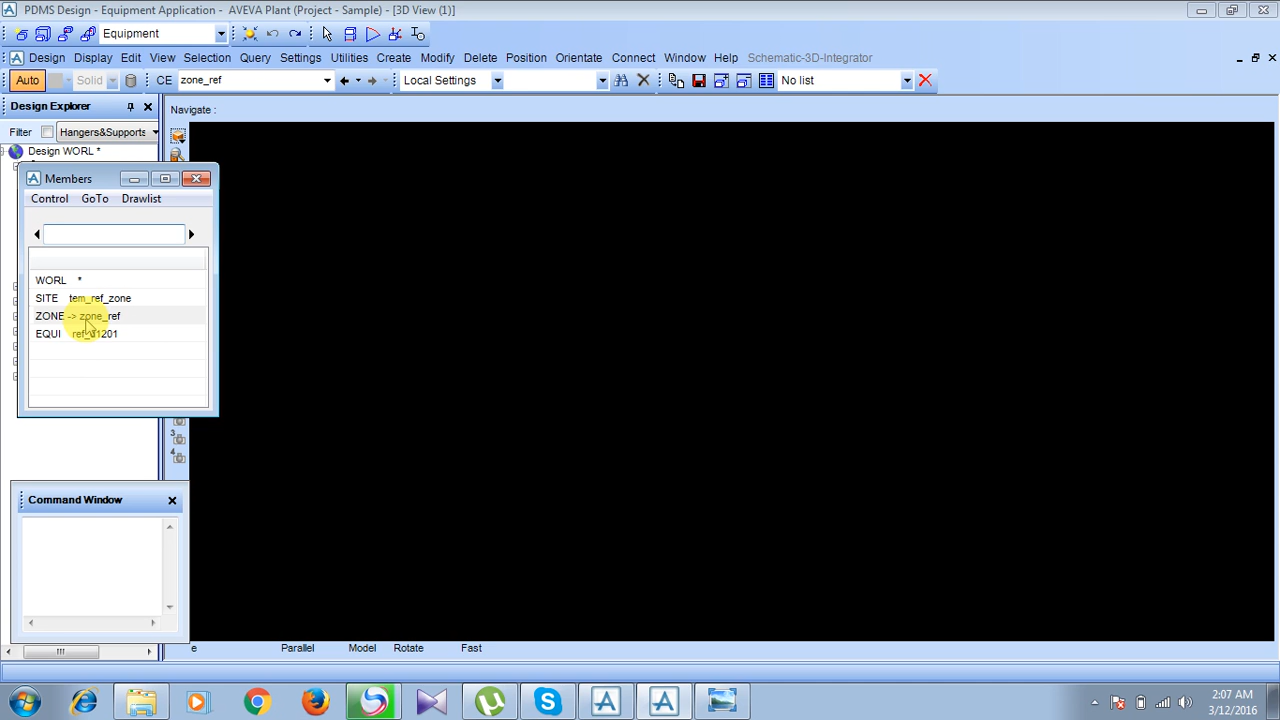 PDMS Design - Equipment Application - AVEVA Plant (Project - Sample) - [3D View (1)]
Equipment
Design Display Edit View Selection Query Settings Utilities Create Modify Delete Position Orientate Connect Window Help Schematic-3D-Integrator
Auto Solid CE zone_ref Local Settings No list
Design Explorer
Navigate :
Filter Hangers&Supports
Design WORL *
Members
Control GoTo Drawlist
WORL *
SITE tem_ref_zone
ZONE -> zone_ref
EQUI ref_01201
3
4
Command Window
e Parallel Model Rotate Fast
2:07 AM
3/12/2016